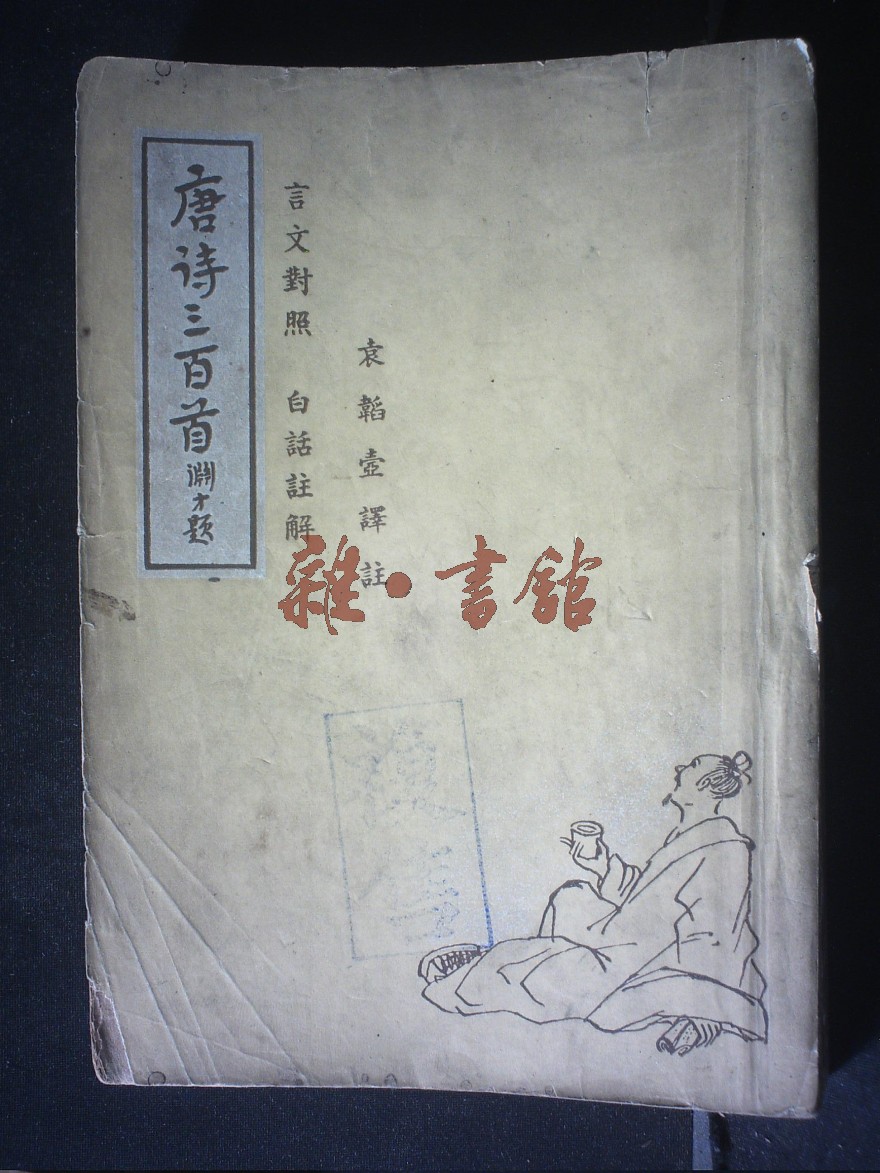 唐诗三百首
淵才题
言文對照 白話註解
袁韜壺譯註
雜·書館